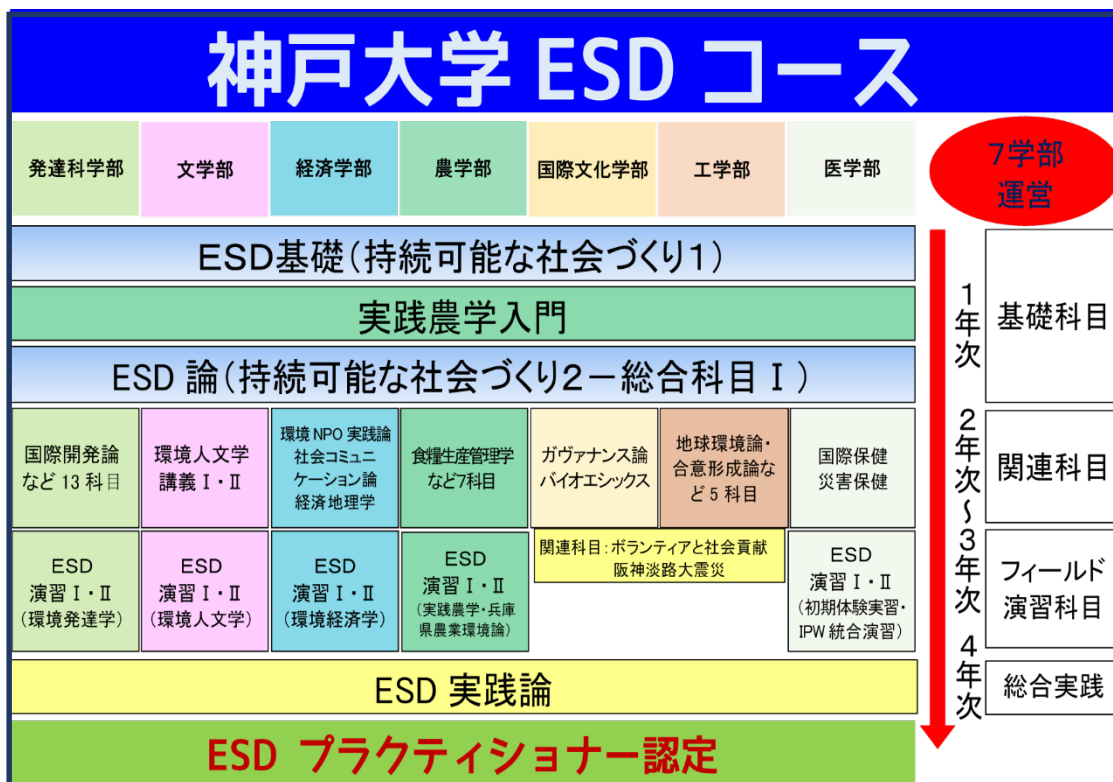 神戸大学 ESD コース
発達科学部
文学部
経済学部
農学部
国際文化学部
工学部
医学部
7学部
運営
ESD基礎(持続可能な社会づくり1)
実践農学入門
ESD 論(持続可能な社会づくり2－総合科目Ⅰ)
1年次
基礎科目
国際開発論
など 13 科目
環境人文学
講義Ⅰ・Ⅱ
環境 NPO 実践論
社会コミュニ
ケーション論
経済地理学
食糧生産管理学
など7科目
ガヴァナンス論
バイオエシックス
地球環境論・
合意形成論な
ど 5 科目
国際保健
災害保健
2年次～3年次
関連科目
ESD
演習Ⅰ・Ⅱ
(環境発達学)
ESD
演習Ⅰ・Ⅱ
(環境人文学)
ESD
演習Ⅰ・Ⅱ
(環境経済学)
ESD
演習Ⅰ・Ⅱ
(実践農学・兵庫
県農業環境論)
関連科目：ボランティアと社会貢献
阪神淡路大震災
ESD
演習Ⅰ・Ⅱ
(初期体験実習・
IPW 統合演習)
フィールド
演習科目
ESD 実践論
4年次
総合実践
ESD プラクティショナー認定